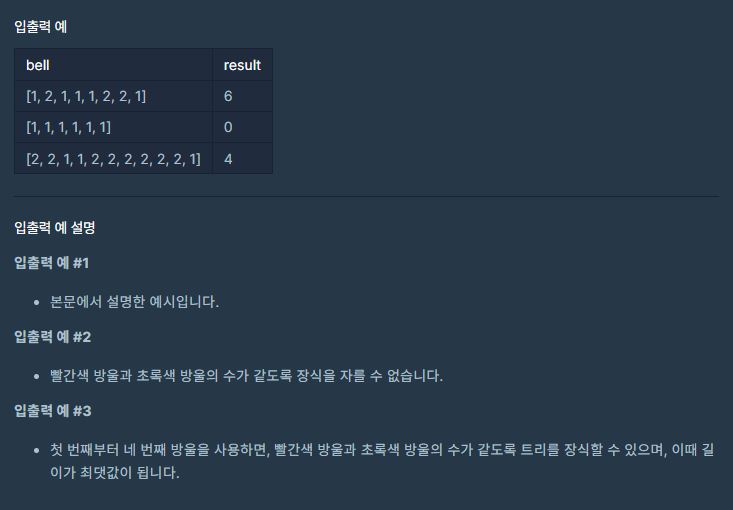 입출력 예
bell result
[1, 2, 1, 1, 1, 2, 2, 1] 6
[1, 1, 1, 1, 1, 1] 0
[2, 2, 1, 1, 2, 2, 2, 2, 2, 2, 1] 4
입출력 예 설명
입출력 예 #1
• 본문에서 설명한 예시입니다.
입출력 예 #2
• 빨간색 방울과 초록색 방울의 수가 같도록 장식을 자를 수 없습니다.
입출력 예 #3
• 첫 번째부터 네 번째 방울을 사용하면, 빨간색 방울과 초록색 방울의 수가 같도록 트리를 장식할 수 있으며, 이때 길
이가 최댓값이 됩니다.